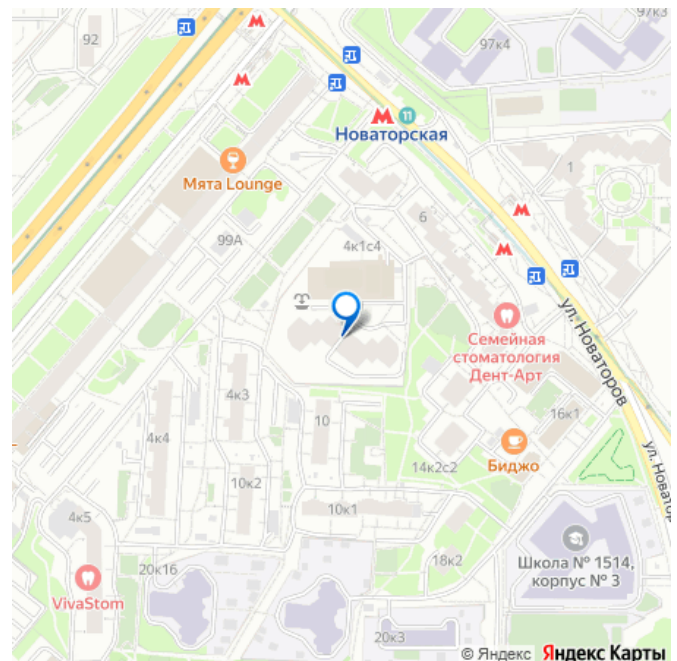 92
97к3
97к4
М
М
М
11
Новаторская
1
Мята Lounge
6
М
99А
4к1с4
М
Семейная
стоматология
Дент-Арт
ул. Новаторов
4к3
10
16к1
4к4
Биджо
ул. Новатор
14к2с2
10к2
10к1
4к5
Школа № 1514,
корпус № 3
18к2
20к16
VivaStom
20к3
© Яндекс Яндекс Карты